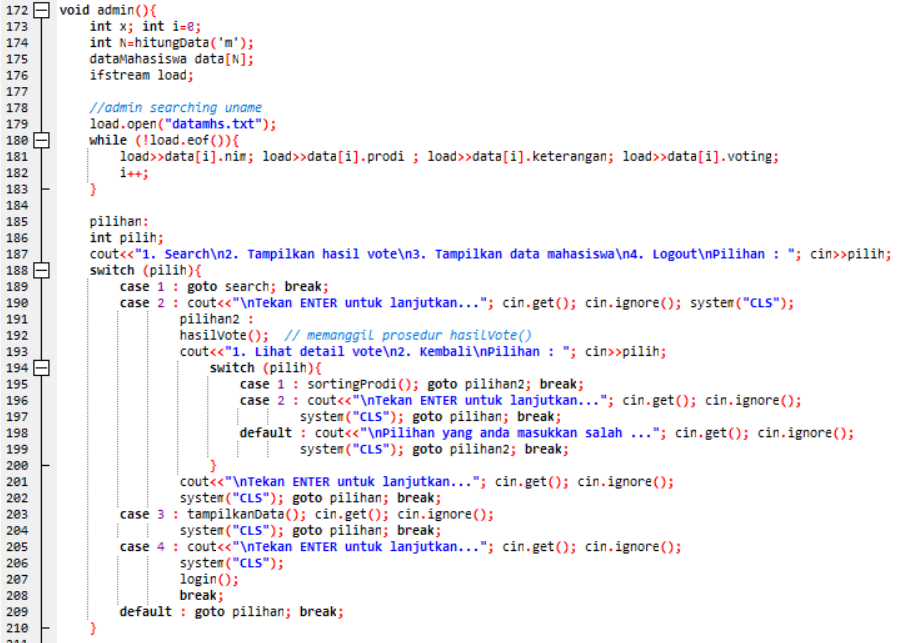 172 void admin(){
173 int x; int i=0;
174 int N=hitungData('m');
175 dataMahasiswa data[N];
176 ifstream load;
177
178 //admin searching uname
179 load.open("datamhs.txt");
180 while (!load.eof()){
181 load>>data[i].nim; load>>data[i].prodi ; load>>data[i].keterangan; load>>data[i].voting;
182 i++;
183 }
184
185 pilihan:
186 int pilih;
187 cout<<"1. Search\n2. Tampilkan hasil vote\n3. Tampilkan data mahasiswa\n4. Logout\nPilihan : "; cin>>pilih;
188 switch (pilih){
189 case 1 : goto search; break;
190 case 2 : cout<<"\nTekan ENTER untuk lanjutkan..."; cin.get(); cin.ignore(); system("CLS");
191 pilihan2 :
192 hasilVote(); // memanggil prosedur hasilVote()
193 cout<<"1. Lihat detail vote\n2. Kembali\nPilihan : "; cin>>pilih;
194 switch (pilih){
195 case 1 : sortingProdi(); goto pilihan2; break;
196 case 2 : cout<<"\nTekan ENTER untuk lanjutkan..."; cin.get(); cin.ignore();
197 system("CLS"); goto pilihan; break;
198 default : cout<<"\nPilihan yang anda masukkan salah ..."; cin.get(); cin.ignore();
199 system("CLS"); goto pilihan2; break;
200 }
201 cout<<"\nTekan ENTER untuk lanjutkan..."; cin.get(); cin.ignore();
202 system("CLS"); goto pilihan; break;
203 case 3 : tampilkanData(); cin.get(); cin.ignore();
204 system("CLS"); goto pilihan; break;
205 case 4 : cout<<"\nTekan ENTER untuk lanjutkan..."; cin.get(); cin.ignore();
206 system("CLS");
207 login();
208 break;
209 default : goto pilihan; break;
210 }